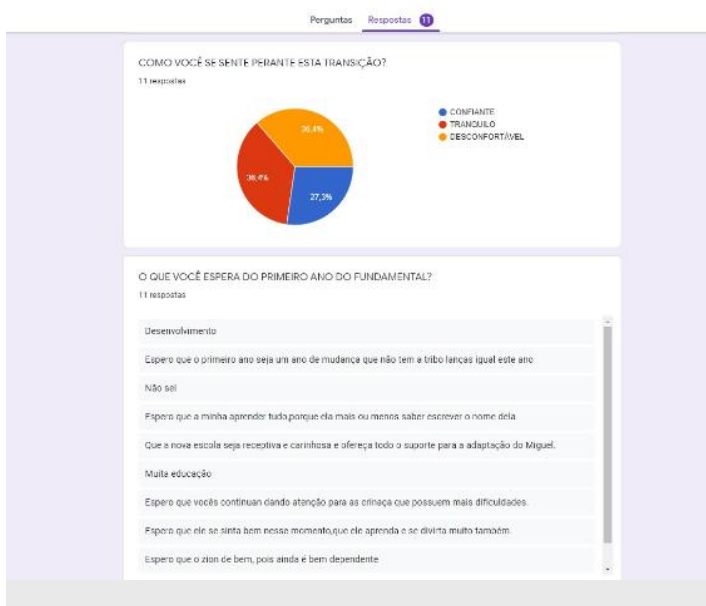 Perguntas Respostas 11
COMO VOCÊ SE SENTE PERANTE ESTA TRANSIÇÃO?
11 respostas
CONFIANTE
TRANQUILO
DESCONFORTÁVEL
36,4%
36,4%
27,3%
O QUE VOCÊ ESPERA DO PRIMEIRO ANO DO FUNDAMENTAL?
11 respostas
Desenvolvimento
Espero que o primeiro ano seja um ano de mudança que não tem a tribo lanças igual este ano
Não sei
Espero que a minha aprender tudo,porque ela mais ou menos saber escrever o nome dela
Que a nova escola seja receptiva e carinhosa e ofereça todo o suporte para a adaptação do Miguel.
Muita educação
Espero que vocês continuan dando atenção para as crinaça que possuem mais dificuldades.
Espero que ele se sinta bem nesse momento,que ele aprenda e se divirta muito também
Espero que o zion de bem, pois ainda é bem dependente